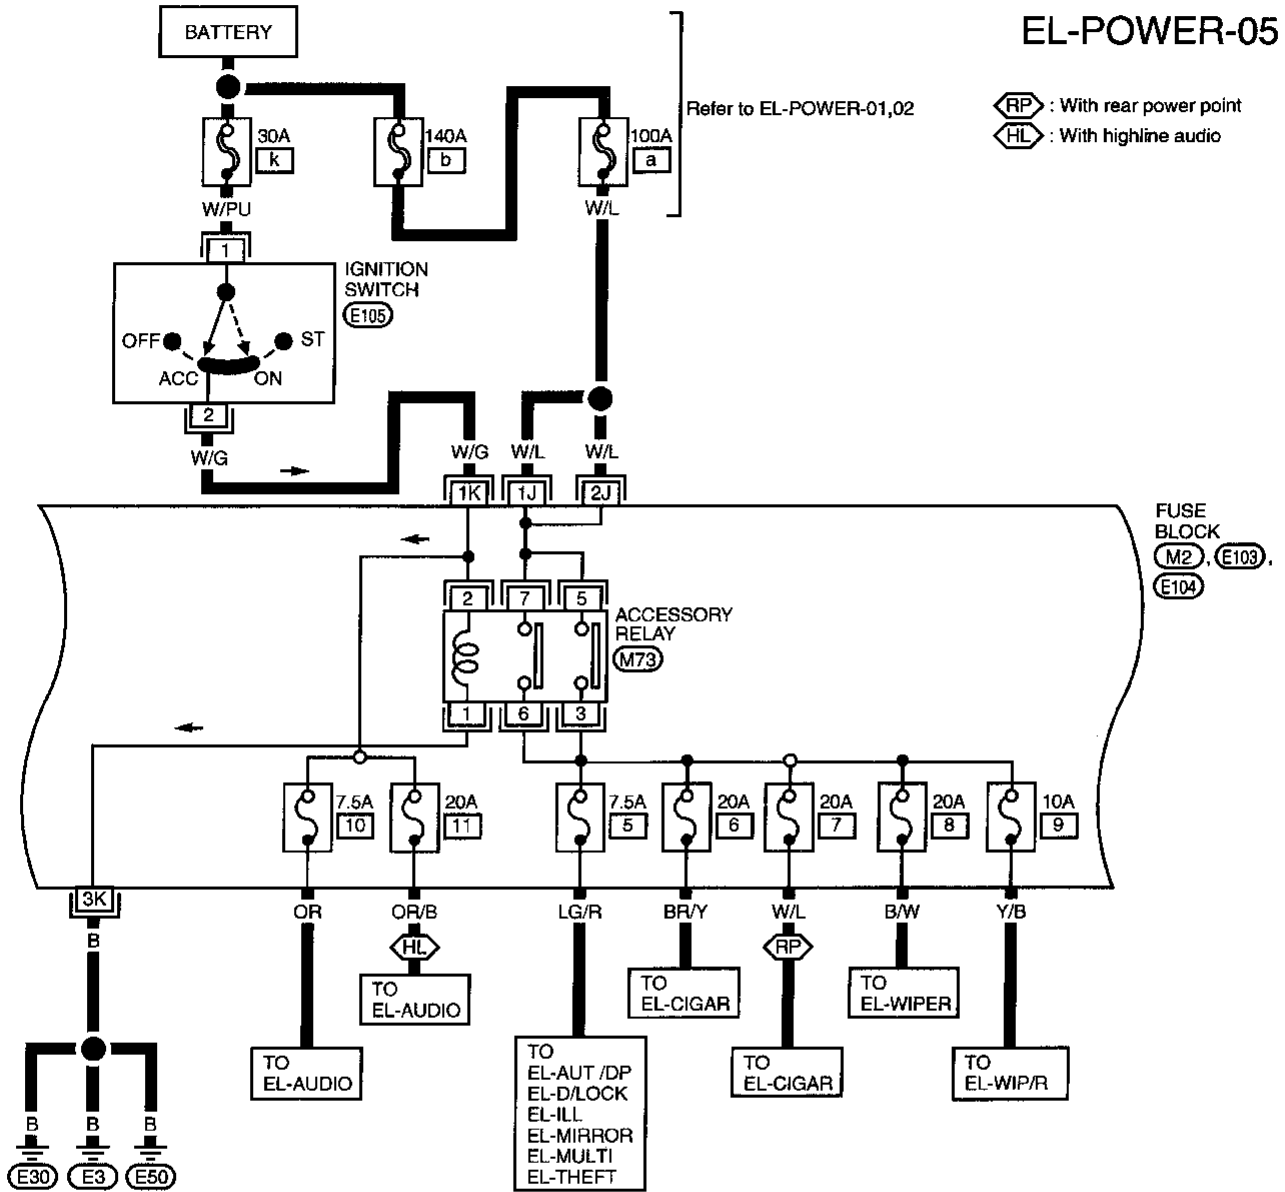 EL-POWER-05
BATTERY
RP : With rear power point
HL : With highline audio
Refer to EL-POWER-01,02
30A
k
140A
b
100A
a
W/PU
W/L
1
IGNITION
SWITCH
E105
OFF
ST
ACC
ON
2
W/G
W/G
W/L
W/L
1K
1J
2J
FUSE
BLOCK
M2 , E103 ,
E104
2
7
5
ACCESSORY
RELAY
M73
1
6
3
7.5A
10
20A
11
7.5A
5
20A
6
20A
7
20A
8
10A
9
3K
B
OR
OR/B
LG/R
BR/Y
W/L
B/W
Y/B
HL
RP
TO
EL-AUDIO
TO
EL-CIGAR
TO
EL-WIPER
TO
EL-AUDIO
TO
EL-AUT /DP
EL-D/LOCK
EL-ILL
EL-MIRROR
EL-MULTI
EL-THEFT
TO
EL-CIGAR
TO
EL-WIP/R
B
B
B
E30
E3
E50